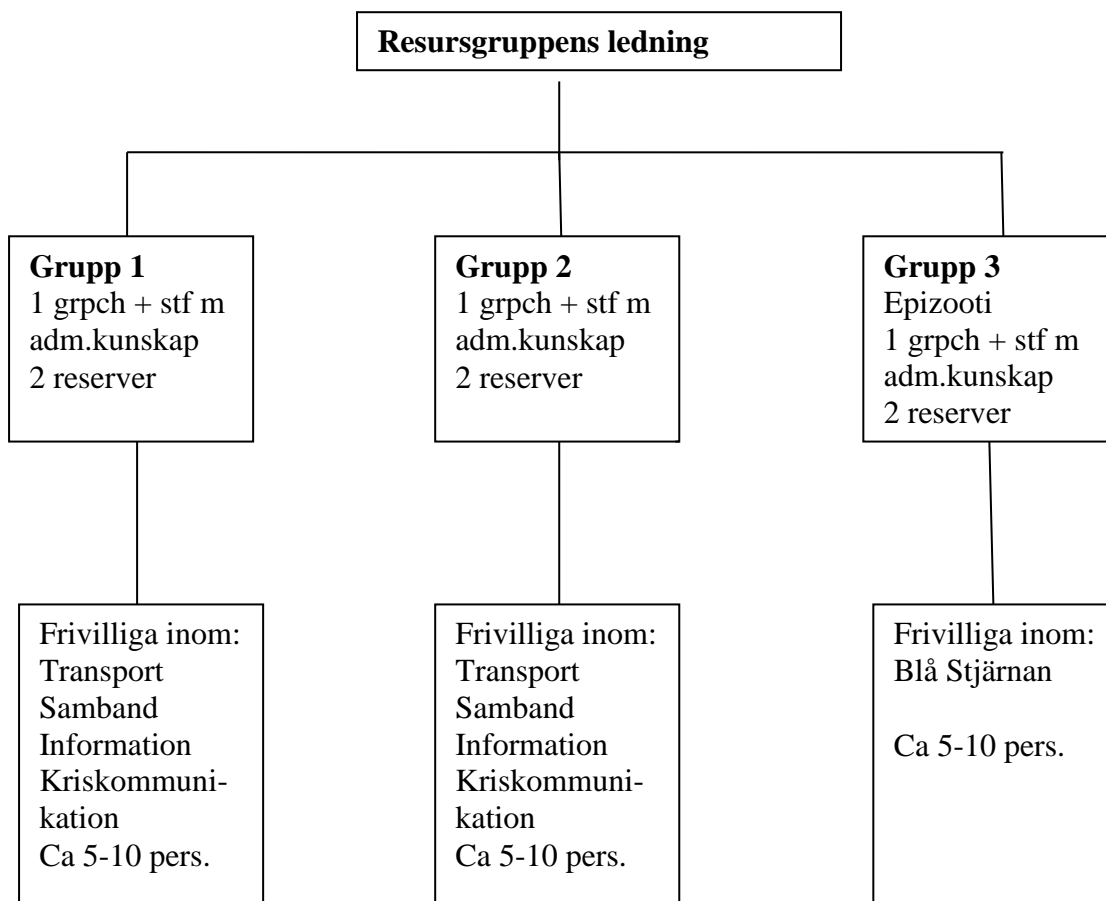 Resursgruppens ledning
Grupp 1
1 grpch + stf m
adm.kunskap
2 reserver
Grupp 2
1 grpch + stf m
adm.kunskap
2 reserver
Grupp 3
Epizooti
1 grpch + stf m
adm.kunskap
2 reserver
Frivilliga inom:
Transport
Samband
Information
Kriskommuni-
kation
Ca 5-10 pers.
Frivilliga inom:
Transport
Samband
Information
Kriskommuni-
kation
Ca 5-10 pers.
Frivilliga inom:
Blå Stjärnan
Ca 5-10 pers.